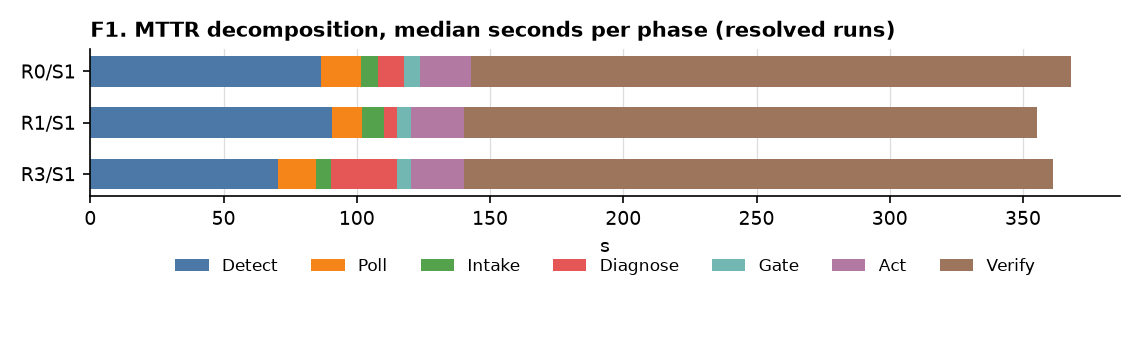 F1. MTTR decomposition, median seconds per phase (resolved runs)
R0/S1
R1/S1
R3/S1
0 50 100 150 200 250 300 350
s
Detect Poll Intake Diagnose Gate Act Verify